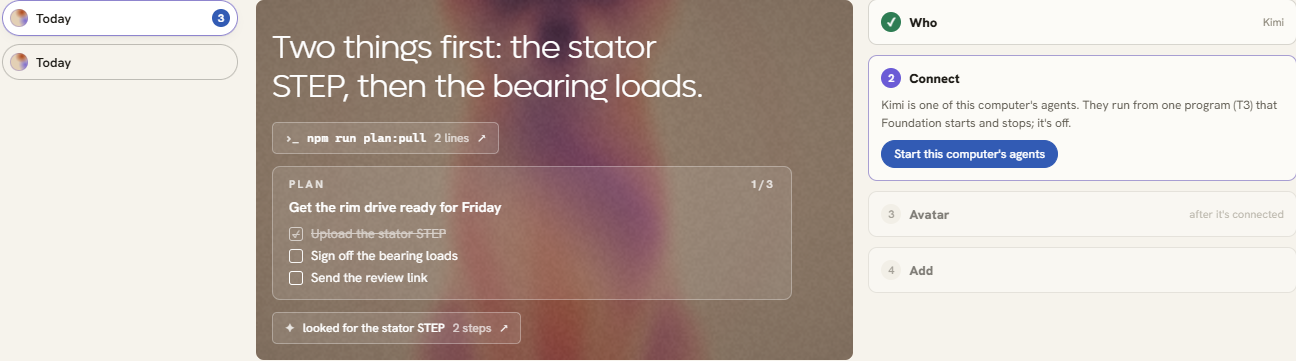 Today
3
Today
Two things first: the stator
STEP, then the bearing loads.
>_ npm run plan:pull 2 lines ↗
PLAN 1/3
Get the rim drive ready for Friday
Upload the stator STEP
Sign off the bearing loads
Send the review link
looked for the stator STEP 2 steps ↗
Who Kimi
2 Connect
Kimi is one of this computer's agents. They run from one program (T3) that
Foundation starts and stops; it's off.
Start this computer's agents
3 Avatar after it's connected
4 Add